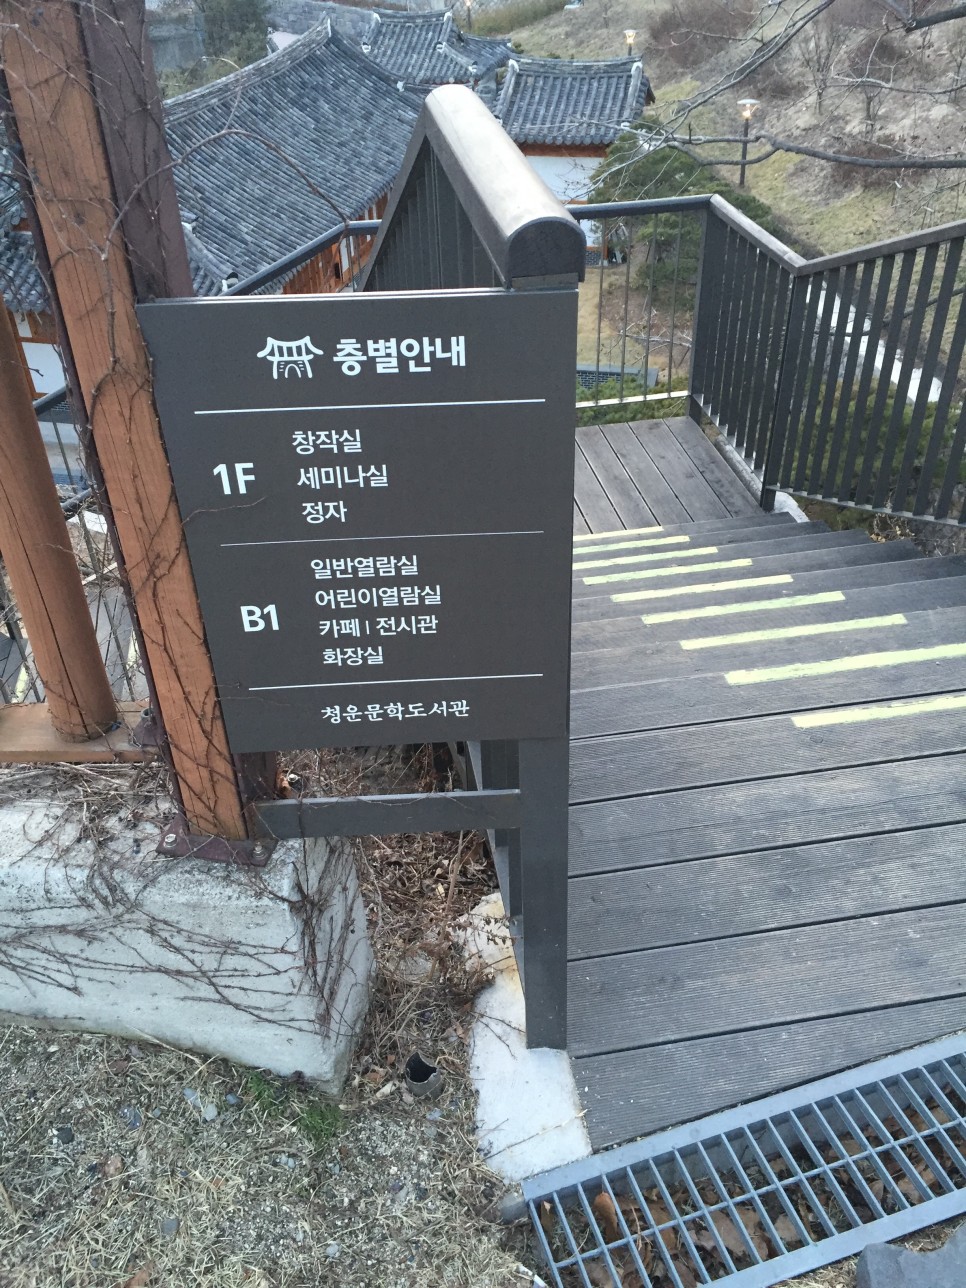 층별안내
1F
창작실
세미나실
정자
B1
일반열람실
어린이열람실
카페 | 전시관
화장실
청운문학도서관